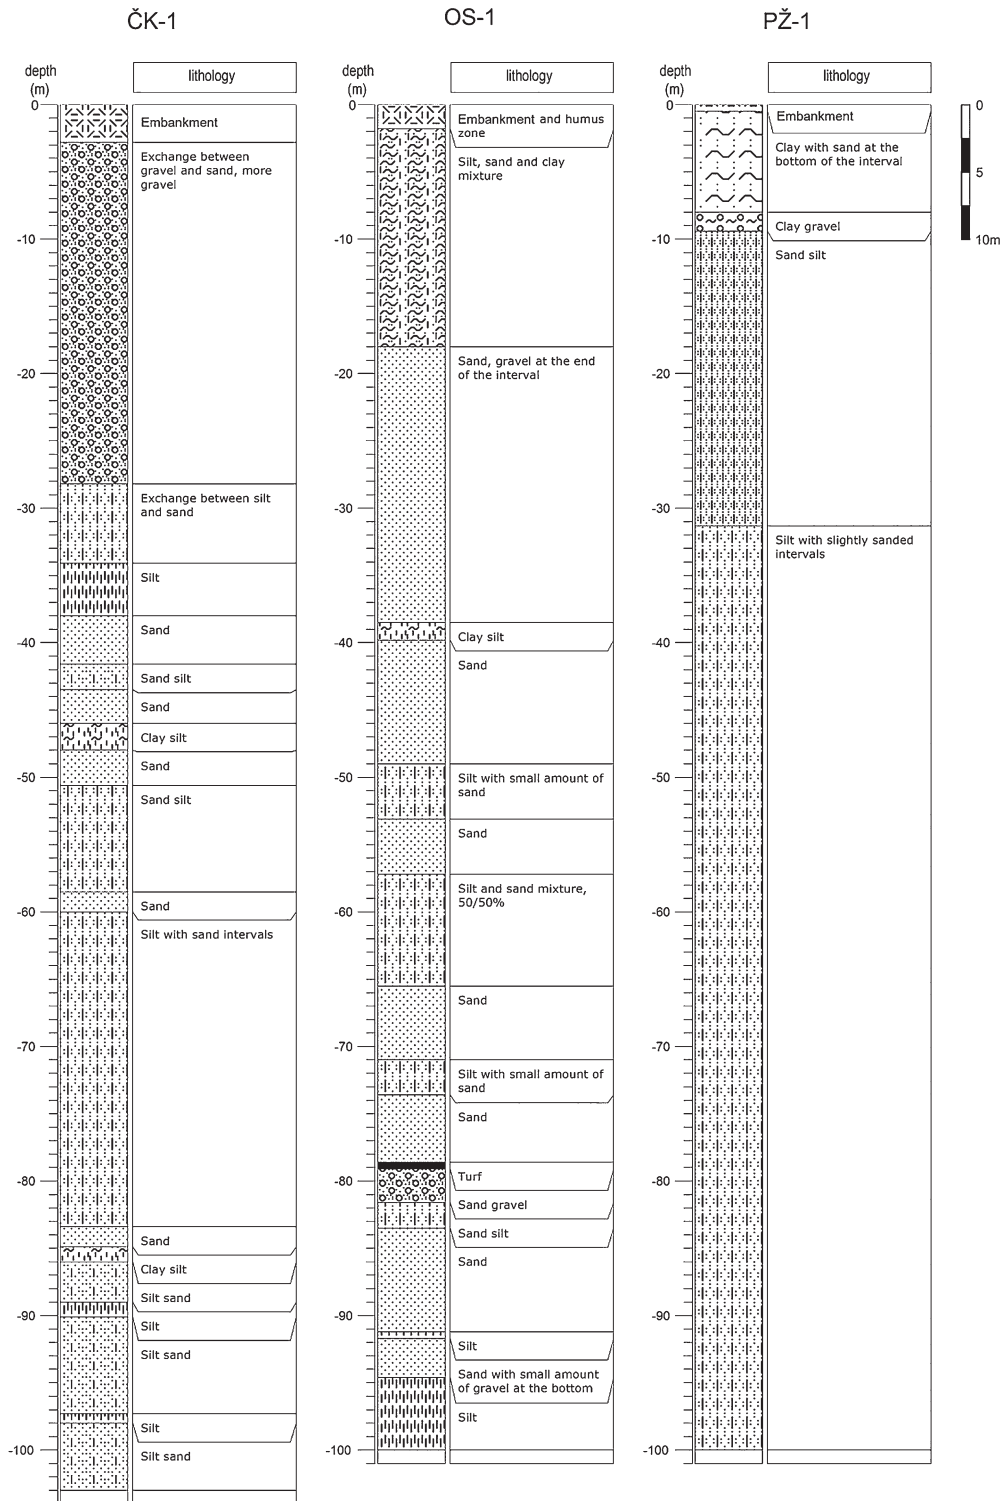 ČK-1
depth
(m)
lithology
0
-10
-20
-30
-40
-50
-60
-70
-80
-90
-100
Embankment
Exchange between
gravel and sand, more
gravel
Exchange between silt
and sand
Silt
Sand
Sand silt
Sand
Clay silt
Sand
Sand silt
Sand
Silt with sand intervals
Sand
Clay silt
Silt sand
Silt
Silt sand
Silt
Silt sand
OS-1
depth
(m)
lithology
0
-10
-20
-30
-40
-50
-60
-70
-80
-90
-100
Embankment and humus
zone
Silt, sand and clay
mixture
Sand, gravel at the end
of the interval
Clay silt
Sand
Silt with small amount of
sand
Sand
Silt and sand mixture,
50/50%
Sand
Silt with small amount of
sand
Sand
Turf
Sand gravel
Sand silt
Sand
Silt
Sand with small amount
of gravel at the bottom
Silt
PŽ-1
depth
(m)
lithology
0
-10
-20
-30
-40
-50
-60
-70
-80
-90
-100
Embankment
Clay with sand at the
bottom of the interval
Clay gravel
Sand silt
Silt with slightly sanded
intervals
0
5
10m